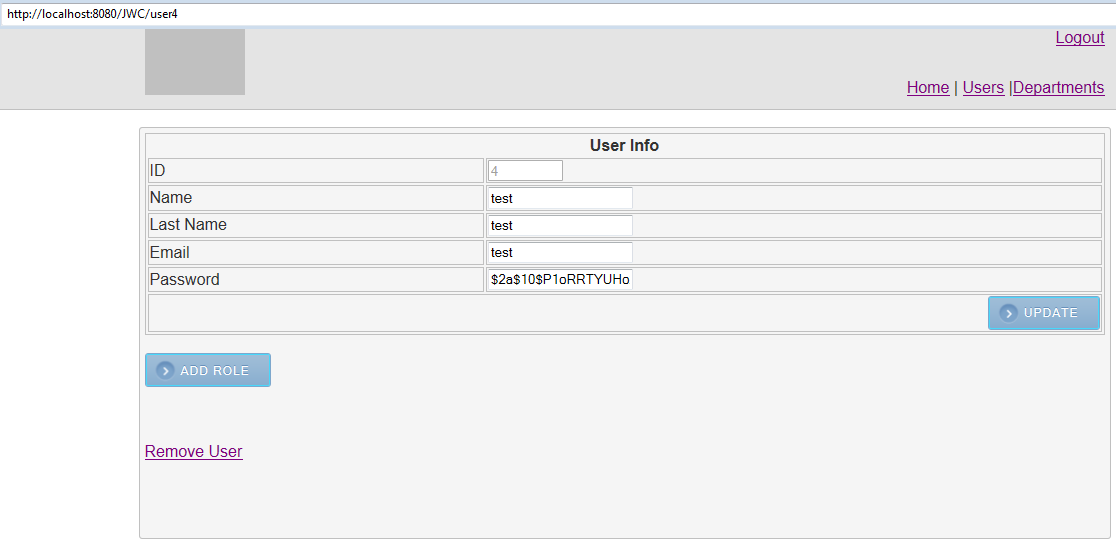 http://localhost:8080/JWC/user4
Logout
Home | Users |Departments
User Info
ID 4
Name test
Last Name test
Email test
Password $2a$10$P1oRRTYUHo
UPDATE
ADD ROLE
Remove User